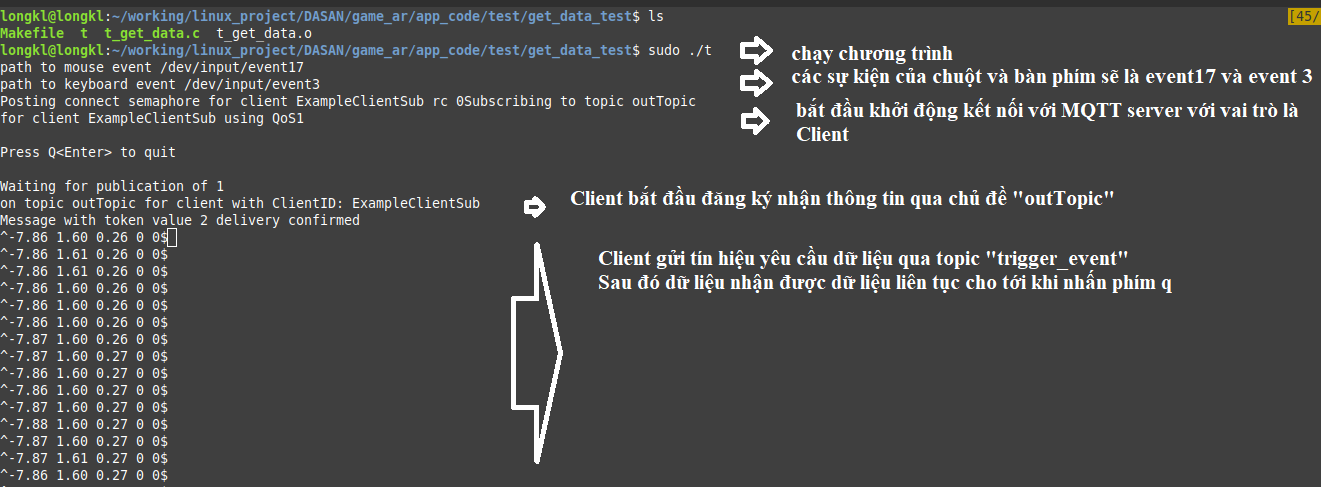 longkl@longkl:~/working/linux_project/DASAN/game_ar/app_code/test/get_data_test$ ls
[45/
Makefile t t_get_data.c t_get_data.o
longkl@longkl:~/working/linux_project/DASAN/game_ar/app_code/test/get_data_test$ sudo ./t
chạy chương trình
path to mouse event /dev/input/event17
các sự kiện của chuột và bàn phím sẽ là event17 và event 3
path to keyboard event /dev/input/event3
Posting connect semaphore for client ExampleClientSub rc 0Subscribing to topic outTopic
for client ExampleClientSub using QoS1
bắt đầu khởi động kết nối với MQTT server với vai trò là
Client
Press Q<Enter> to quit
Waiting for publication of 1
on topic outTopic for client with ClientID: ExampleClientSub
Client bắt đầu đăng ký nhận thông tin qua chủ đề "outTopic"
Message with token value 2 delivery confirmed
^-7.86 1.60 0.26 0 0$
^-7.86 1.61 0.26 0 0$
^-7.86 1.61 0.26 0 0$
^-7.86 1.60 0.26 0 0$
^-7.86 1.60 0.26 0 0$
^-7.86 1.60 0.26 0 0$
^-7.87 1.60 0.26 0 0$
^-7.87 1.60 0.27 0 0$
^-7.86 1.60 0.27 0 0$
^-7.86 1.60 0.27 0 0$
^-7.87 1.60 0.27 0 0$
^-7.88 1.60 0.27 0 0$
^-7.87 1.60 0.27 0 0$
^-7.87 1.61 0.27 0 0$
^-7.86 1.60 0.27 0 0$
Client gửi tín hiệu yêu cầu dữ liệu qua topic "trigger_event"
Sau đó dữ liệu nhận được dữ liệu liên tục cho tới khi nhấn phím q